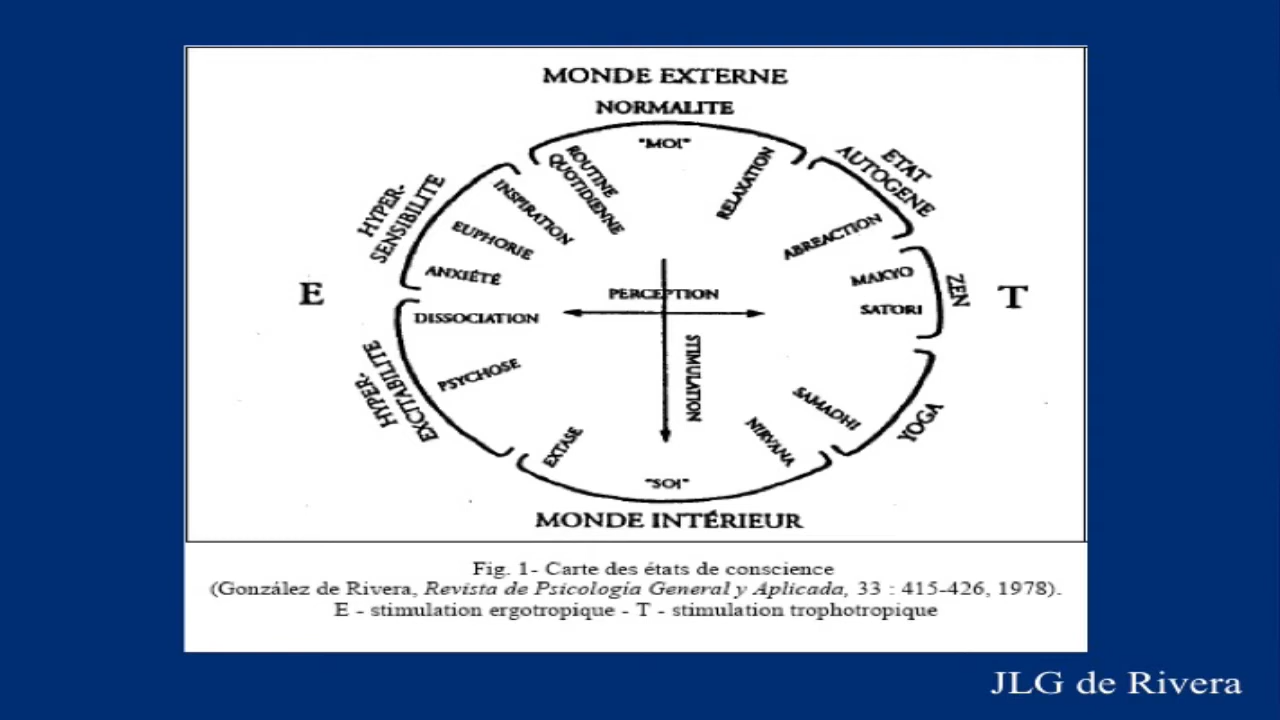 MONDE EXTERNE
NORMALITE
"MOI"
ROUTINE
QUOTIDIENNE
RELAXATION
ETAT
AUTOGENE
ABREACTION
HYPER-
SENSIBILITE
INSPIRATION
EUPHORIE
ANXIÉTÉ
MAKYO
SATORI
ZEN
E
PERCEPTION
T
STIMULATION
DISSOCIATION
PSYCHOSE
HYPER-
EXCITABILITE
EXTASE
SAMADHI
NIRVANA
YOGA
"SOI"
MONDE INTÉRIEUR
Fig. 1- Carte des états de conscience
(González de Rivera, Revista de Psicología General y Aplicada, 33 : 415-426, 1978).
E - stimulation ergotropique - T - stimulation trophotropique
JLG de Rivera